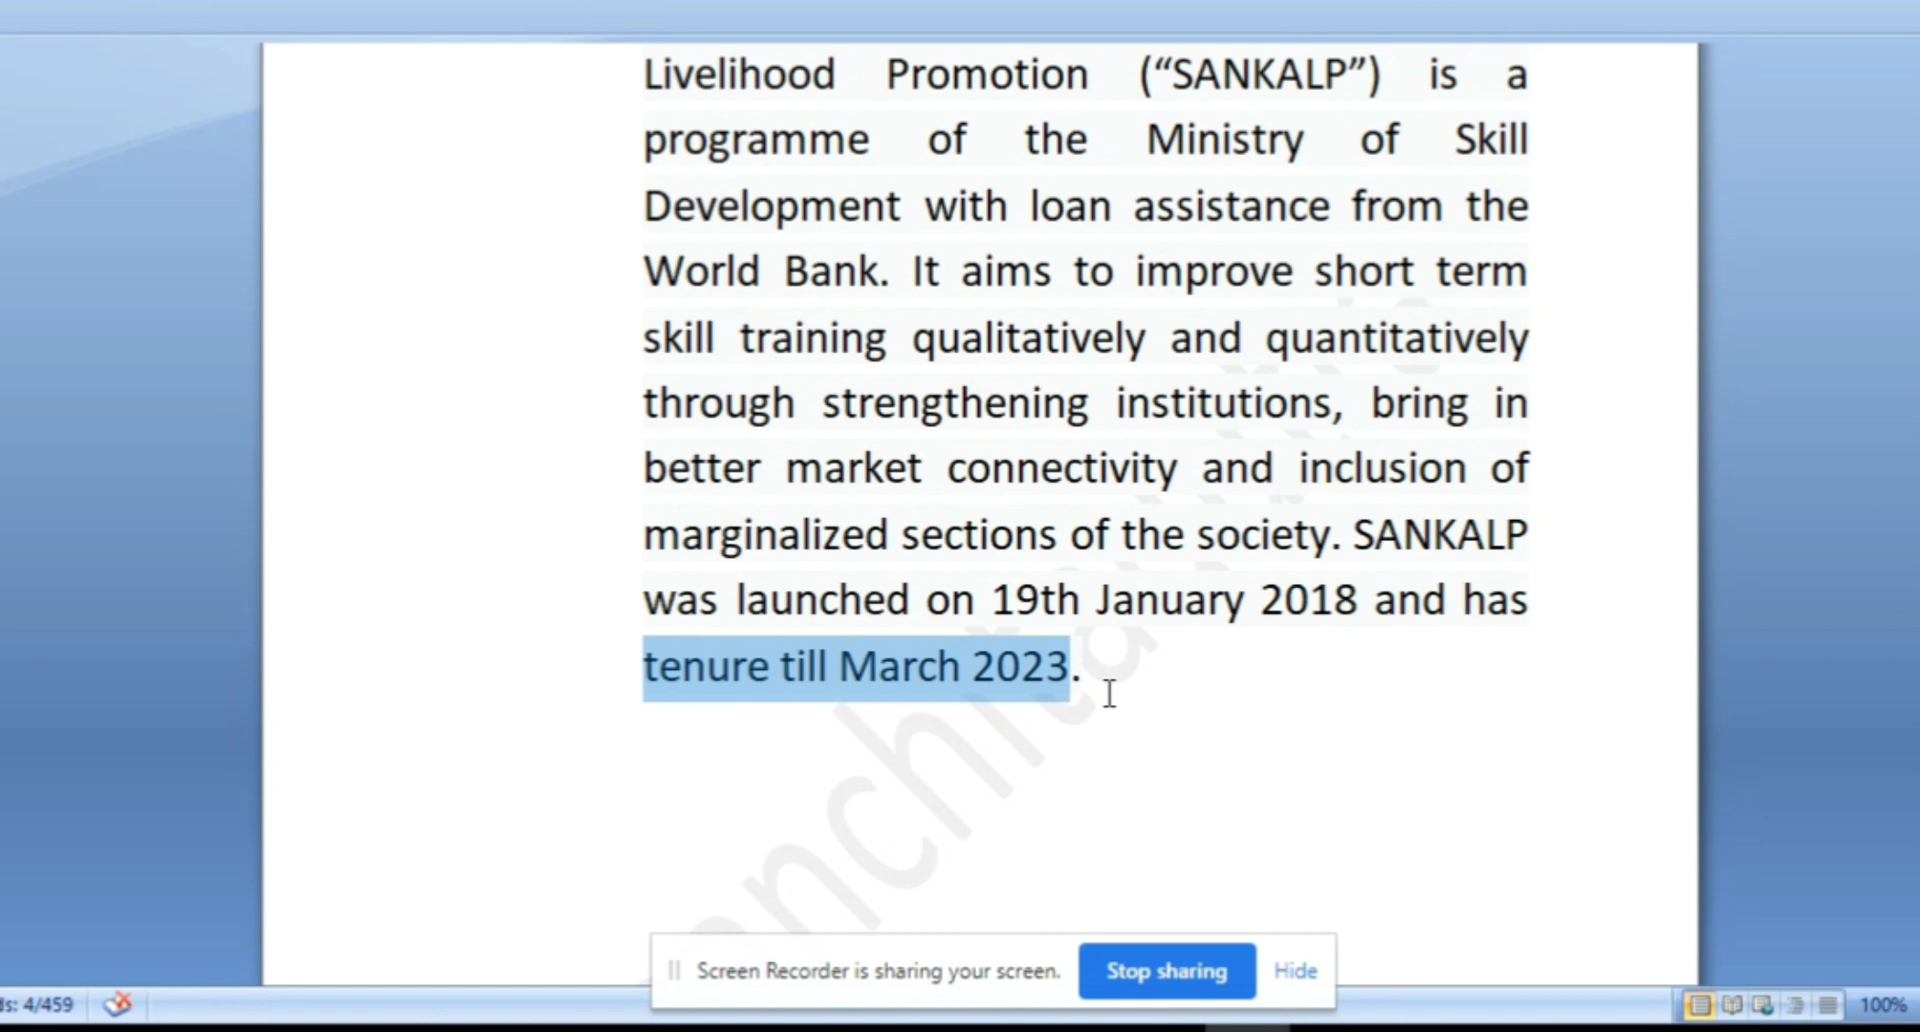 Livelihood Promotion (“SANKALP”) is a
programme of the Ministry of Skill
Development with loan assistance from the
World Bank. It aims to improve short term
skill training qualitatively and quantitatively
through strengthening institutions, bring in
better market connectivity and inclusion of
marginalized sections of the society. SANKALP
was launched on 19th January 2018 and has
tenure till March 2023.
Screen Recorder is sharing your screen. Stop sharing Hide
ds: 4/459 100%